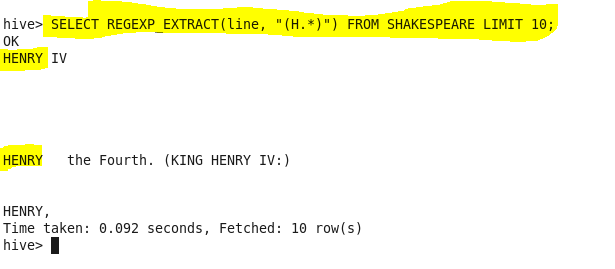 hive> SELECT REGEXP_EXTRACT(line, "(H.*)") FROM SHAKESPEARE LIMIT 10;
OK
HENRY IV
HENRY   the Fourth. (KING HENRY IV:)
HENRY,
Time taken: 0.092 seconds, Fetched: 10 row(s)
hive>